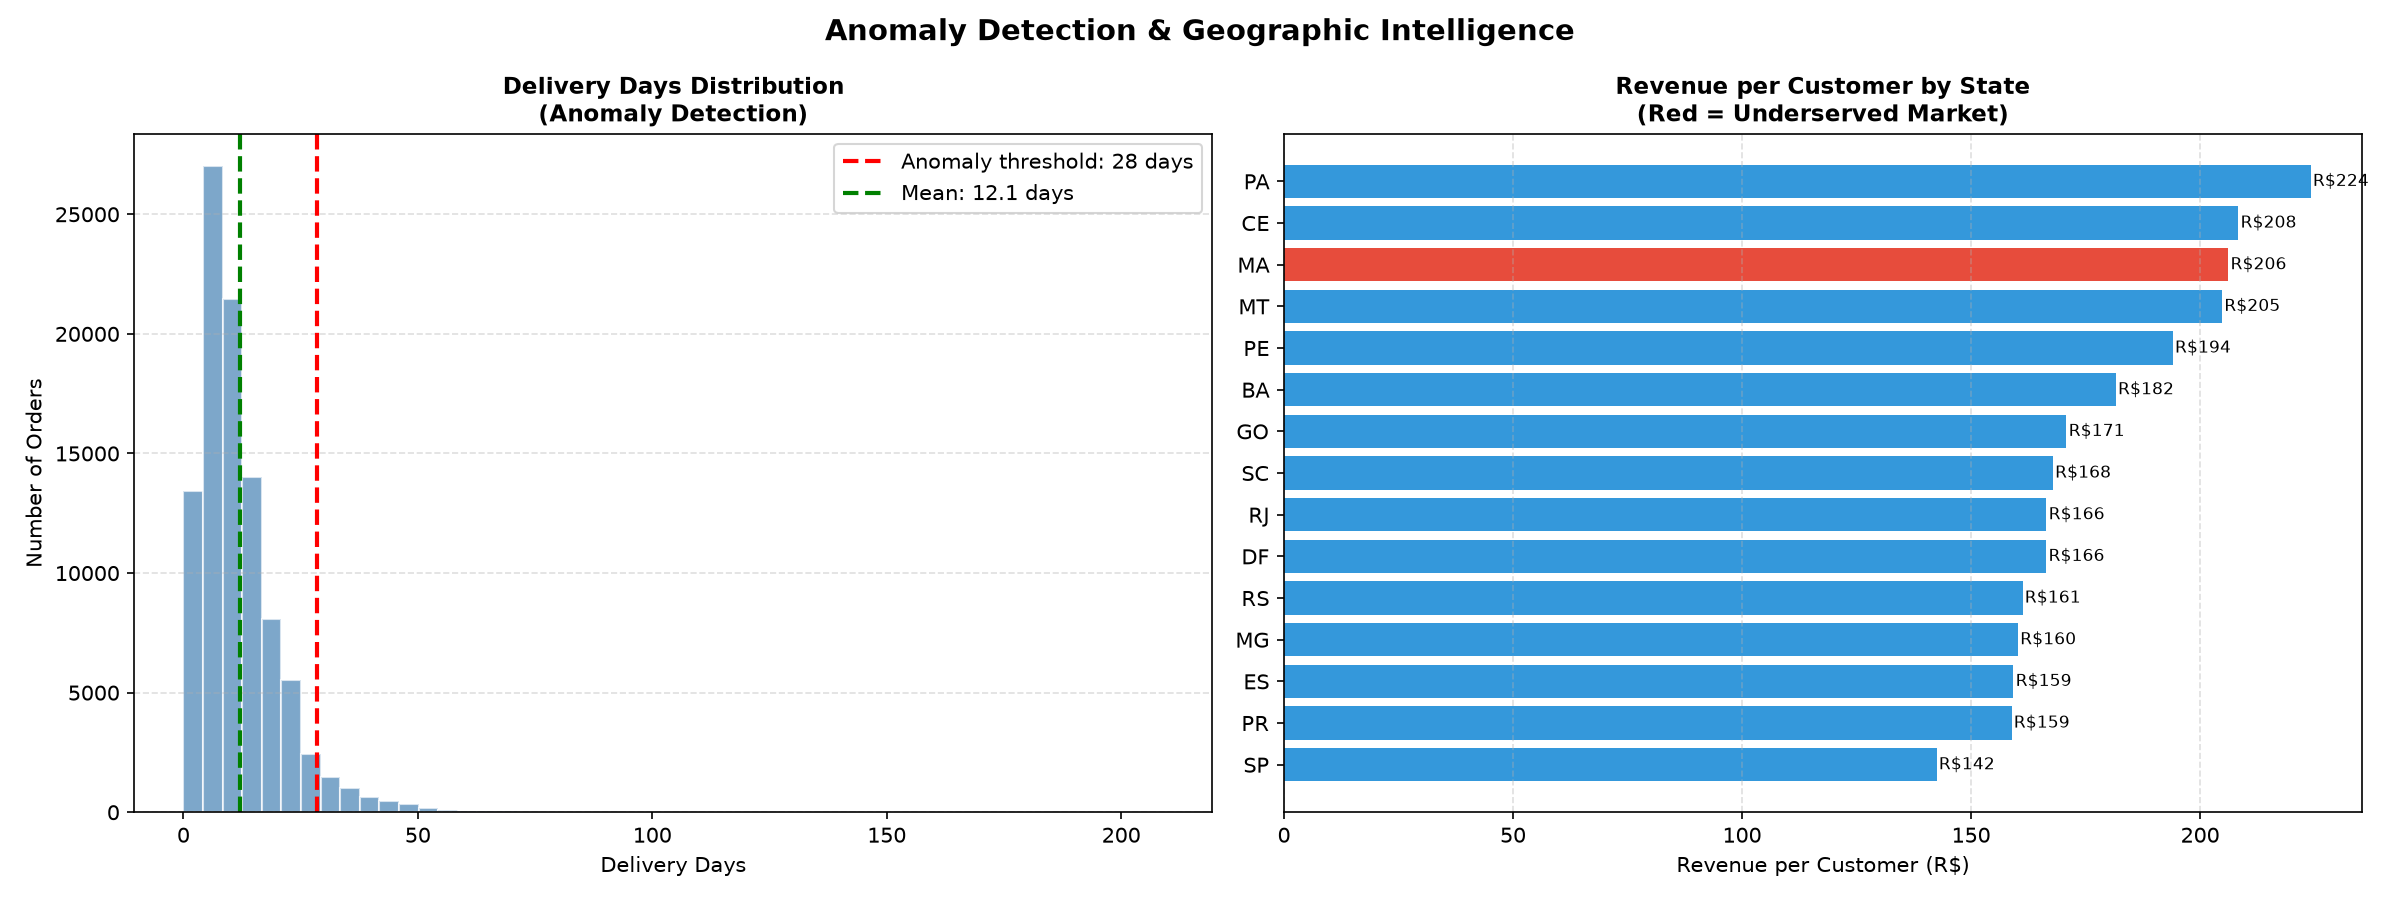 Anomaly Detection & Geographic Intelligence
Delivery Days Distribution
(Anomaly Detection)
Anomaly threshold: 28 days
Mean: 12.1 days
25000
20000
15000
10000
5000
0
Number of Orders
0 50 100 150 200
Delivery Days
Revenue per Customer by State
(Red = Underserved Market)
PA R$224
CE R$208
MA R$206
MT R$205
PE R$194
BA R$182
GO R$171
SC R$168
RJ R$166
DF R$166
RS R$161
MG R$160
ES R$159
PR R$159
SP R$142
0 50 100 150 200
Revenue per Customer (R$)